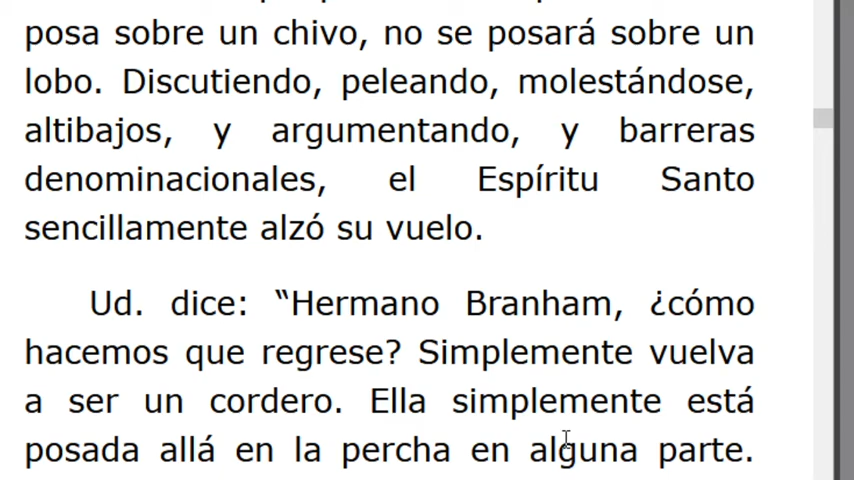 posa sobre un chivo, no se posará sobre un
lobo. Discutiendo, peleando, molestándose,
altibajos, y argumentando, y barreras
denominacionales, el Espíritu Santo
sencillamente alzó su vuelo.
Ud. dice: “Hermano Branham, ¿cómo
hacemos que regrese? Simplemente vuelva
a ser un cordero. Ella simplemente está
posada allá en la percha en alguna parte.